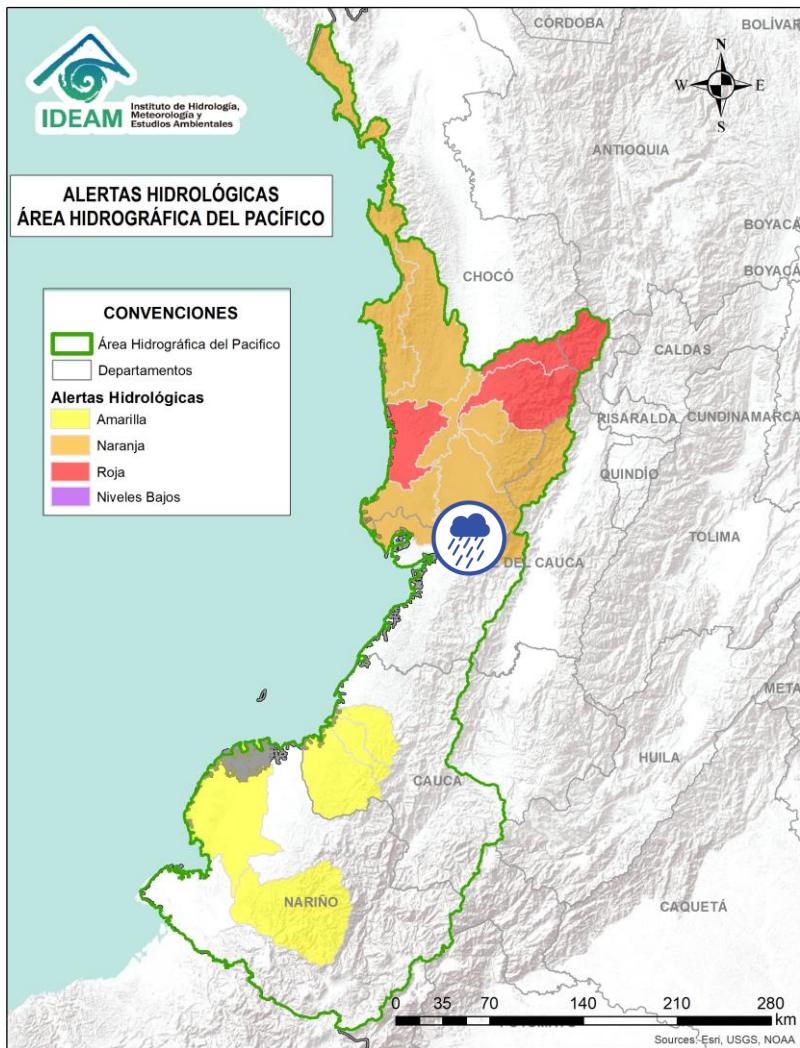 CÓRDOBA
BOLÍVAR
IDEAM
Instituto de Hidrología,
Meteorología y
Estudios Ambientales
N
W E
S
ANTIOQUIA
ALERTAS HIDROLÓGICAS
ÁREA HIDROGRÁFICA DEL PACÍFICO
BOYACÁ
BOYACÁ
CHOCÓ
CONVENCIONES
Área Hidrográfica del Pacifico
Departamentos
Alertas Hidrológicas
Amarilla
Naranja
Roja
Niveles Bajos
CALDAS
RISARALDA
CUNDINAMARCA
QUINDÍO
TOLIMA
DEL CAUCA
META
HUILA
CAUCA
NARIÑO
CAQUETÁ
0 35 70 140 210 280
km
Sources: Esri, USGS, NOAA